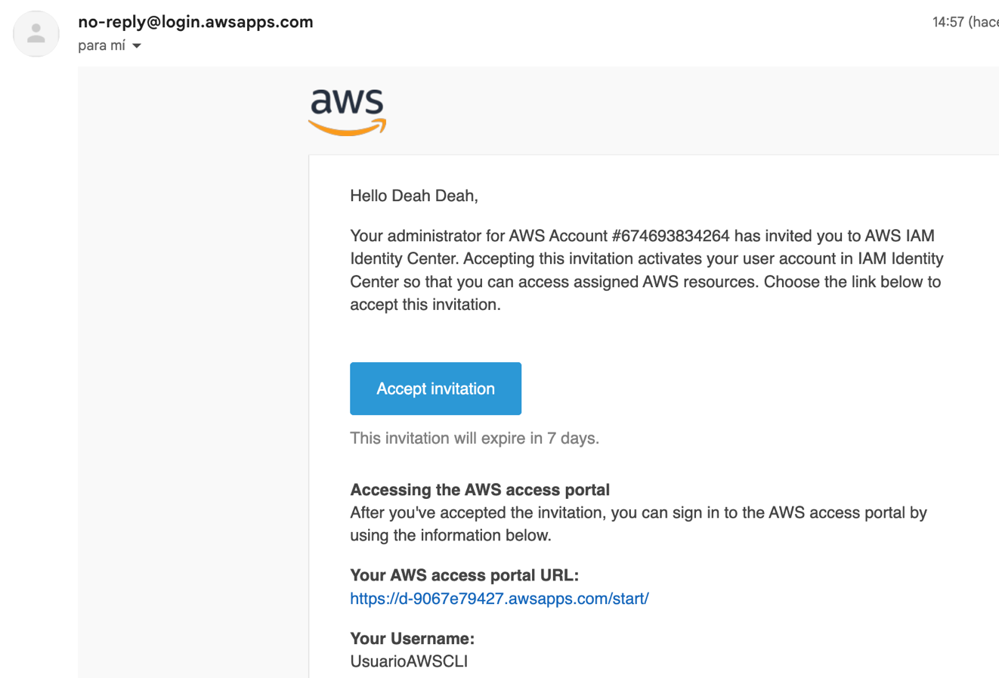 no-reply@login.awsapps.com
14:57 (hace
para mí
aws
Hello Deah Deah,
Your administrator for AWS Account #674693834264 has invited you to AWS IAM
Identity Center. Accepting this invitation activates your user account in IAM Identity
Center so that you can access assigned AWS resources. Choose the link below to
accept this invitation.
Accept invitation
This invitation will expire in 7 days.
Accessing the AWS access portal
After you've accepted the invitation, you can sign in to the AWS access portal by
using the information below.
Your AWS access portal URL:
https://d-9067e79427.awsapps.com/start/
Your Username:
UsuarioAWSCLI